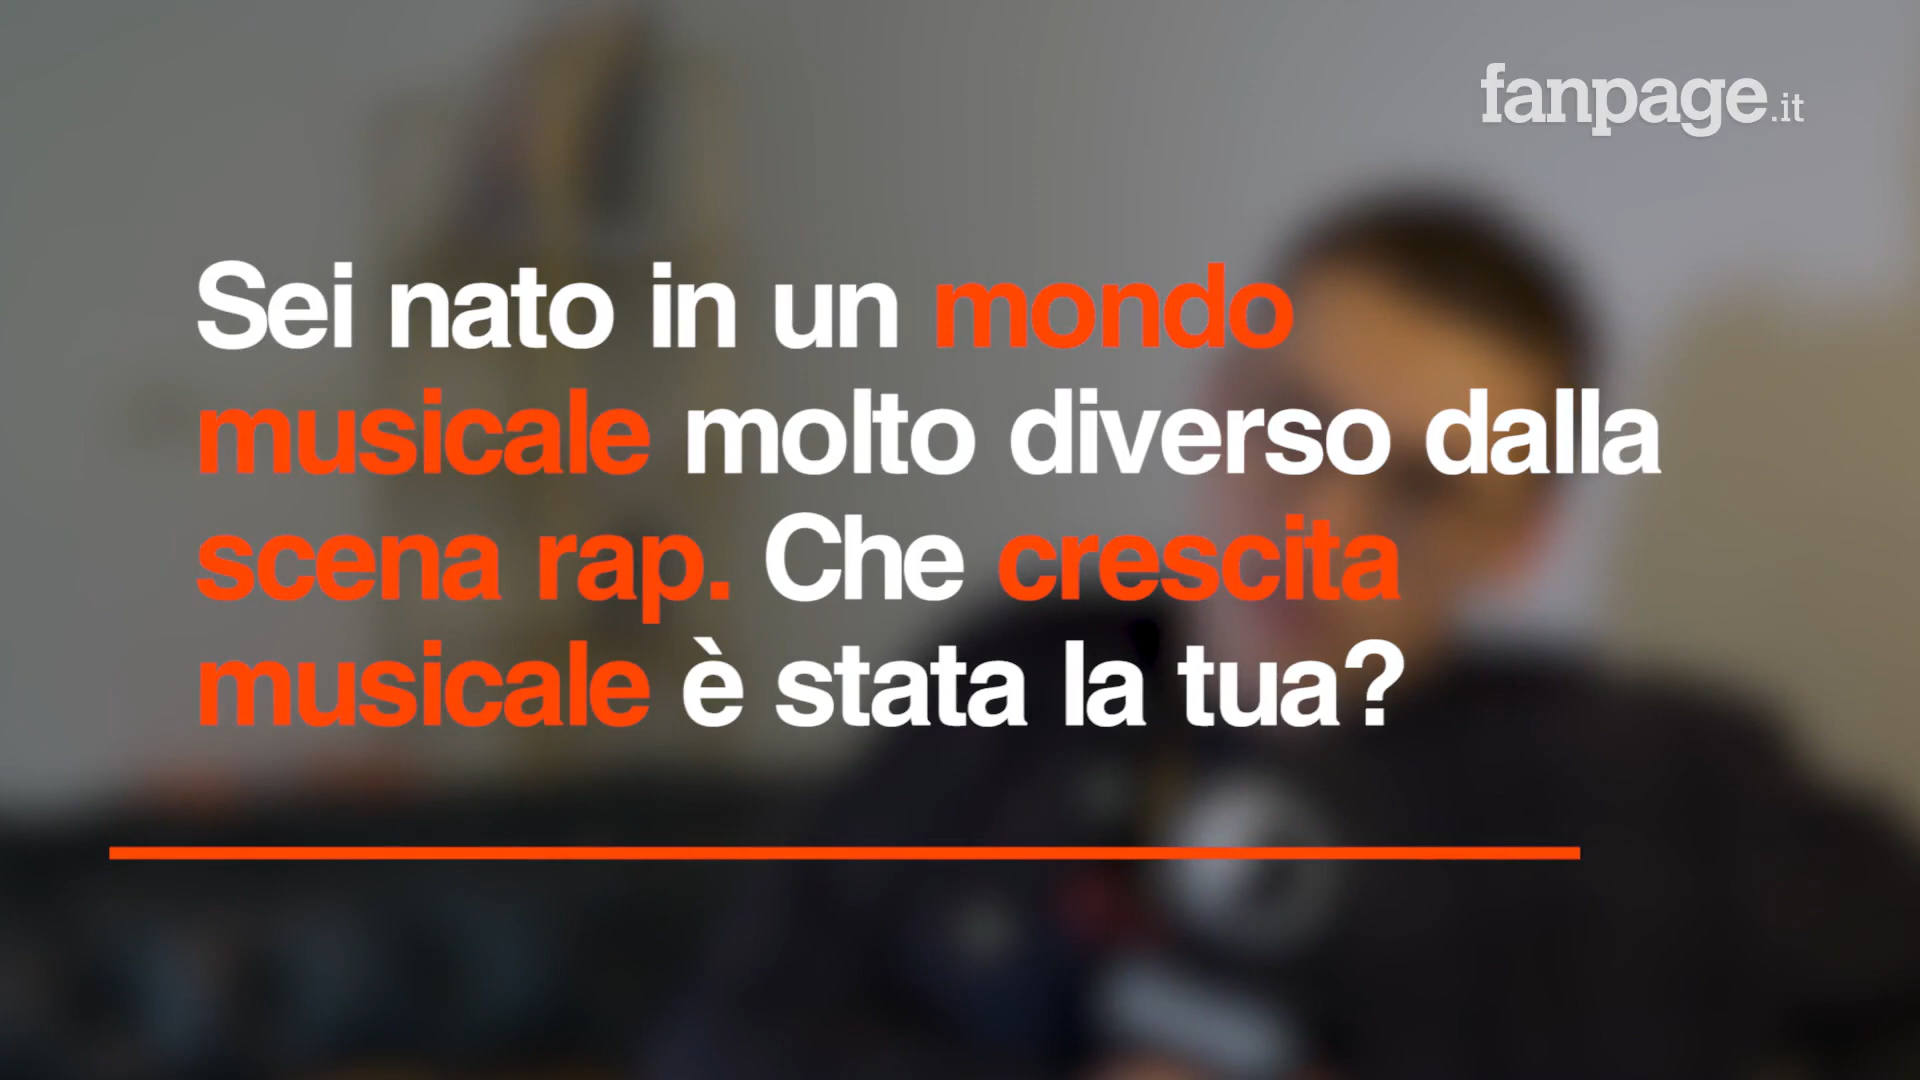 fanpage.it
Sei nato in un mondo
musicale molto diverso dalla
scena rap. Che crescita
musicale è stata la tua?